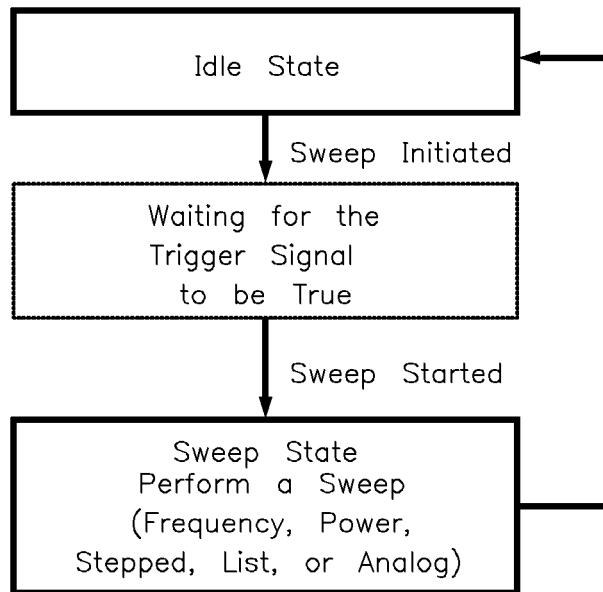 Idle State
Sweep Initiated
Waiting for the
Trigger Signal
to be True
Sweep Started
Sweep State
Perform a Sweep
(Frequency, Power,
Stepped, List, or Analog)